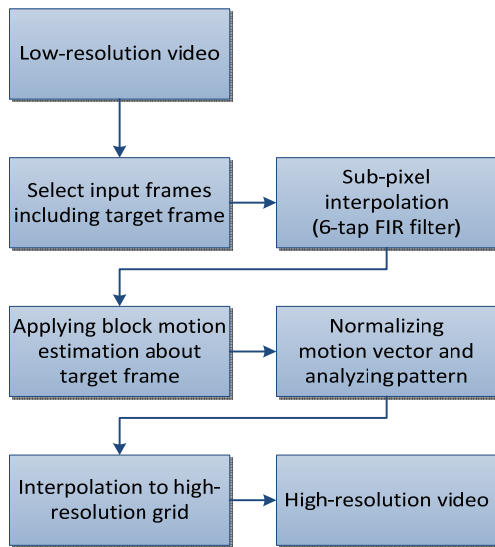 Low-resolution video
Select input frames
including target frame
Sub-pixel
interpolation
(6-tap FIR filter)
Applying block motion
estimation about
target frame
Normalizing
motion vector and
analyzing pattern
Interpolation to high-
resolution grid
High-resolution video